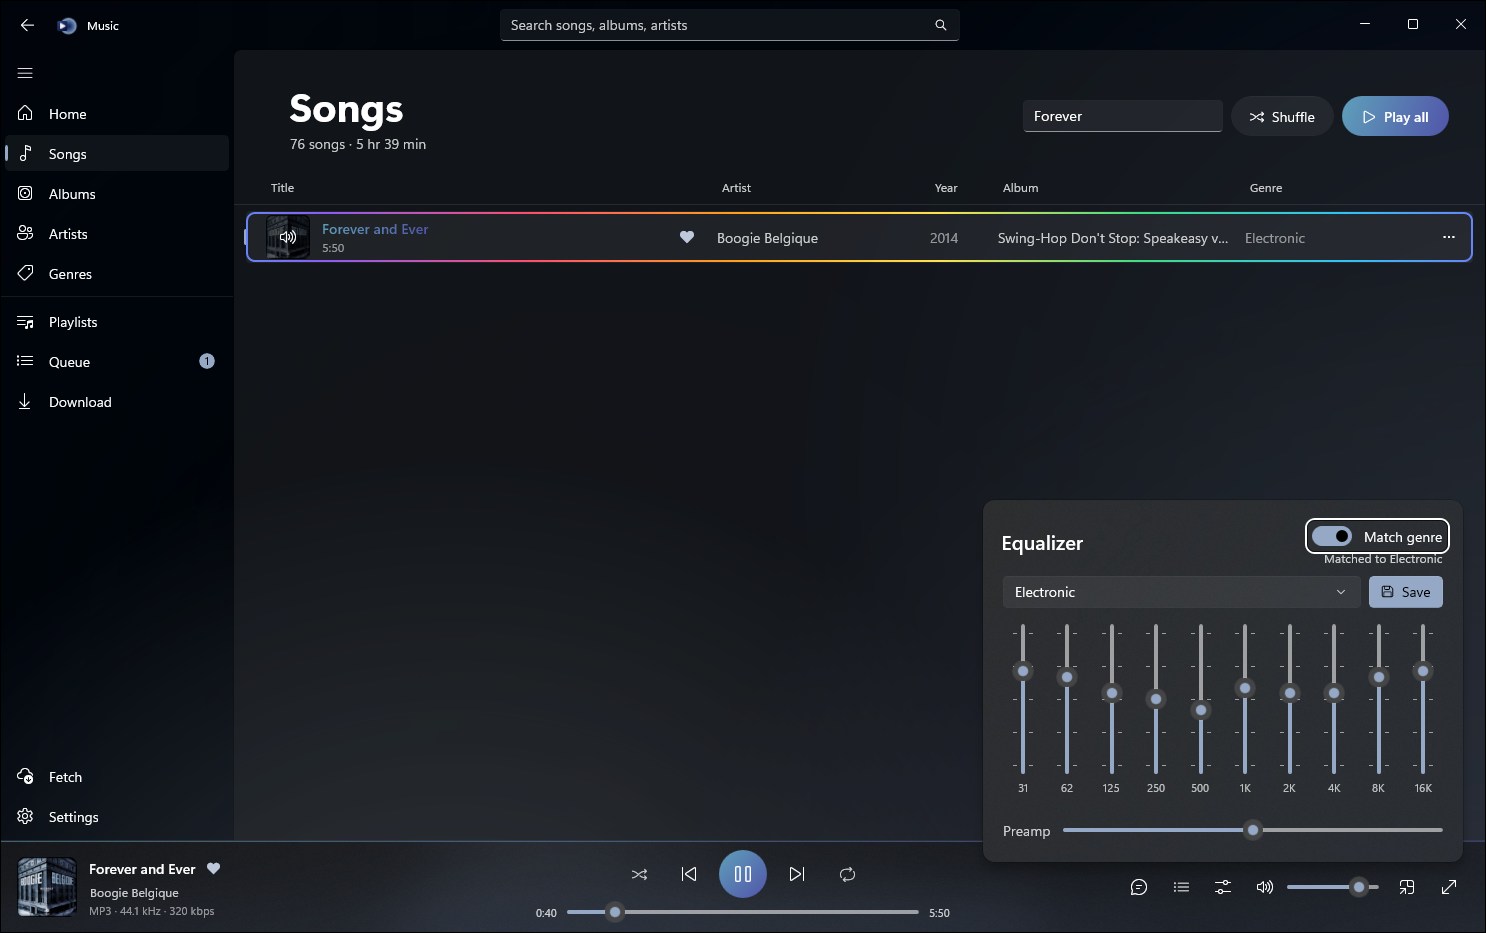 Music
Search songs, albums, artists
Home
Songs
Albums
Artists
Genres
Playlists
Queue
1
Download
Fetch
Settings
Songs
76 songs · 5 hr 39 min
Forever
Shuffle
Play all
Title
Artist
Year
Album
Genre
Forever and Ever
5:50
Boogie Belgique
2014
Swing-Hop Don't Stop: Speakeasy v...
Electronic
Equalizer
Match genre
Matched to Electronic
Electronic
Save
31
62
125
250
500
1K
2K
4K
8K
16K
Preamp
BOOGIE BELGIQUE
Forever and Ever
Boogie Belgique
MP3 · 44.1 kHz · 320 kbps
0:40
5:50